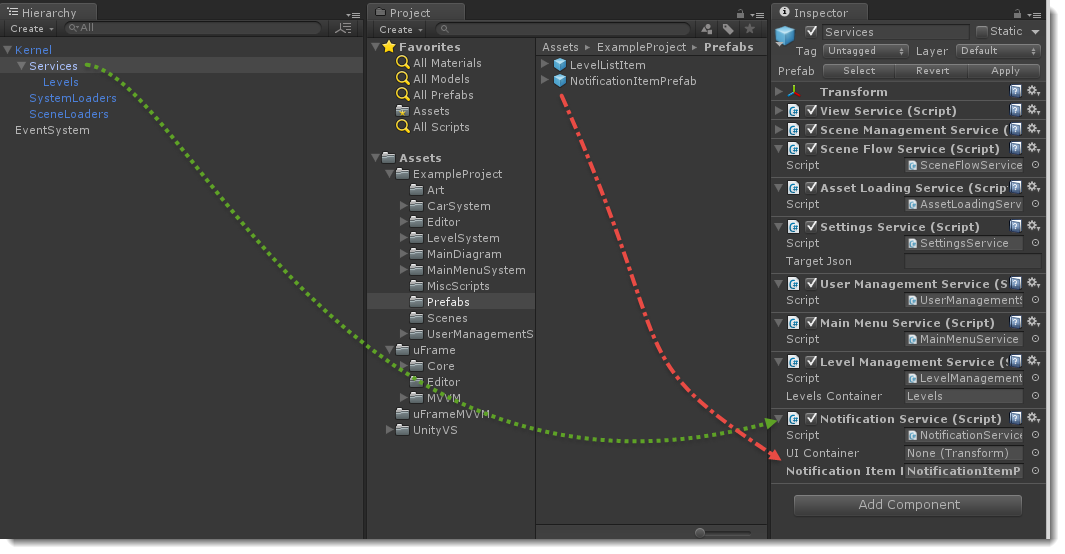 Hierarchy
Create
All
Kernel
Services
Levels
SystemLoaders
SceneLoaders
EventSystem
Project
Create
Favorites
All Materials
All Models
All Prefabs
Assets
All Scripts
Assets
ExampleProject
Art
CarSystem
Editor
LevelSystem
MainDiagram
MainMenuSystem
MiscScripts
Prefabs
Scenes
UserManagementS
uFrame
Core
Editor
MVVM
uFrameMVVM
UnityVS
Assets ExampleProject Prefabs
LevelListItem
NotificationItemPrefab
Inspector
Services Static
Tag Untagged Layer Default
Prefab Select Revert Apply
Transform
View Service (Script)
Scene Management Service (
Scene Flow Service (Script)
Script SceneFlowService
Asset Loading Service (Scrip
Script AssetLoadingServ
Settings Service (Script)
Script SettingsService
Target Json
User Management Service (S
Script UserManagementS
Main Menu Service (Script)
Script MainMenuService
Level Management Service (S
Script LevelManagement
Levels Container Levels
Notification Service (Script)
Script NotificationService
UI Container None (Transform)
Notification Item NotificationItemP
Add Component